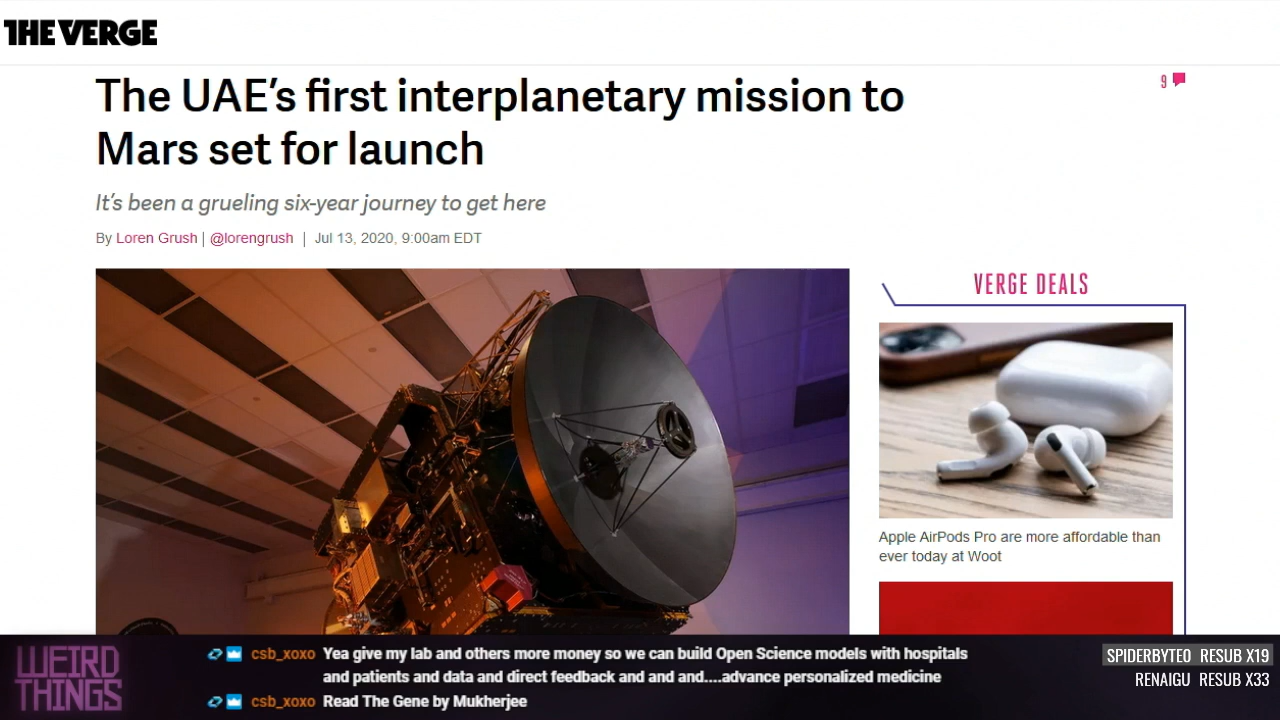 THE VERGE
The UAE's first interplanetary mission to
Mars set for launch
9
It's been a grueling six-year journey to get here
By Loren Grush | @lorengrush | Jul 13, 2020, 9:00am EDT
VERGE DEALS
Apple AirPods Pro are more affordable than
ever today at Woot
WEIRD
THINGS
csb_xoxo Yea give my lab and others more money so we can build Open Science models with hospitals
and patients and data and direct feedback and and and....advance personalized medicine
csb_xoxo Read The Gene by Mukherjee
SPIDERBYTE0 RESUB X19
RENAIGU RESUB X33